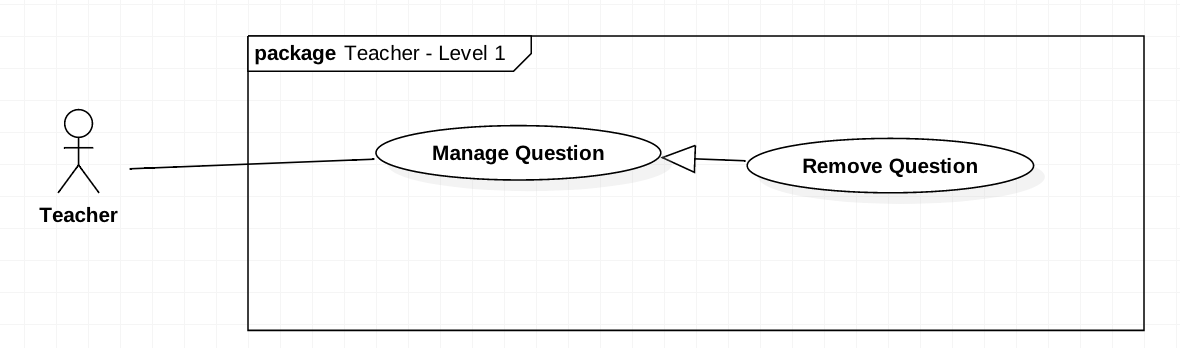 package Teacher - Level 1
Manage Question
Remove Question
Teacher